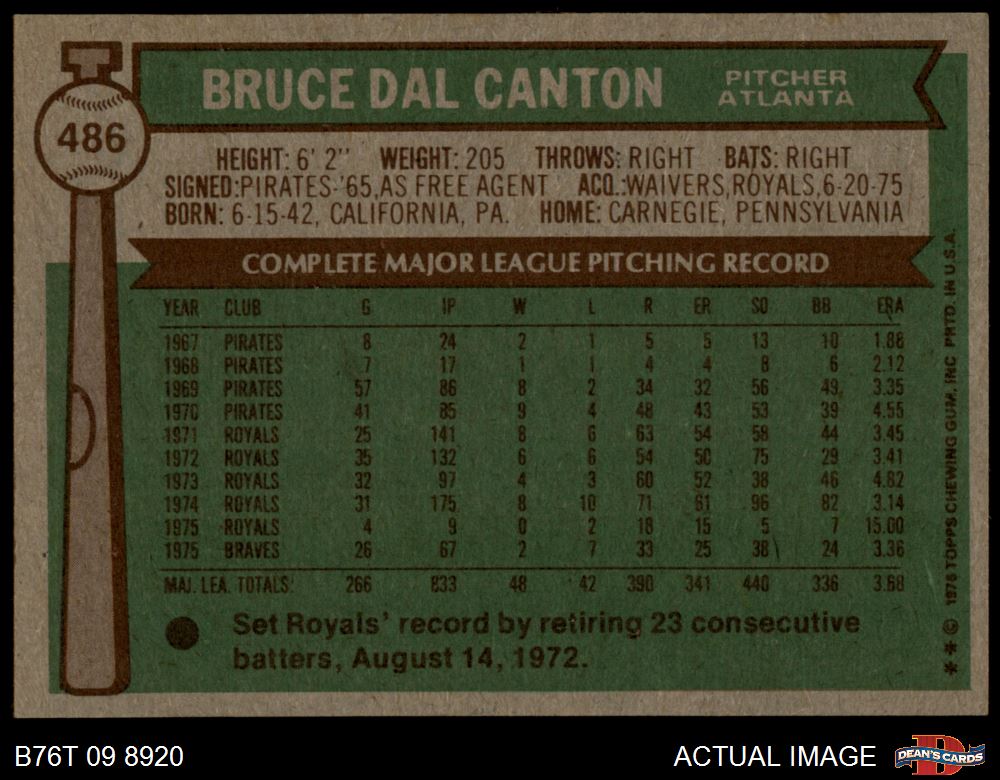 BRUCE DAL CANTON
PITCHER
ATLANTA
486
HEIGHT: 6' 2" WEIGHT: 205 THROWS: RIGHT BATS: RIGHT
SIGNED: PIRATES-'65, AS FREE AGENT ACQ.: WAIVERS, ROYALS, 6-20-75
BORN: 6-15-42, CALIFORNIA, PA. HOME: CARNEGIE, PENNSYLVANIA
COMPLETE MAJOR LEAGUE PITCHING RECORD
YEAR CLUB G IP W L R ER SO BB ERA
1967 PIRATES 8 24 2 1 5 5 13 10 1.88
1968 PIRATES 7 17 1 1 4 4 8 6 2.12
1969 PIRATES 57 86 8 2 34 32 56 49 3.35
1970 PIRATES 41 85 9 4 48 43 53 39 4.55
1971 ROYALS 25 141 8 6 63 54 58 44 3.45
1972 ROYALS 35 132 6 6 54 50 75 29 3.41
1973 ROYALS 32 97 4 3 60 52 38 46 4.82
1974 ROYALS 31 175 8 10 71 61 96 82 3.14
1975 ROYALS 4 9 0 2 18 15 5 7 15.00
1975 BRAVES 26 67 2 7 33 25 38 24 3.36
MAJ. LEA. TOTALS: 266 833 48 42 390 341 440 336 3.68
Set Royals' record by retiring 23 consecutive
batters, August 14, 1972.
** © 1976 TOPPS CHEWING GUM, INC PRTD. IN U.S.A.
B76T 09 8920
ACTUAL IMAGE
D
DEAN'S CARDS